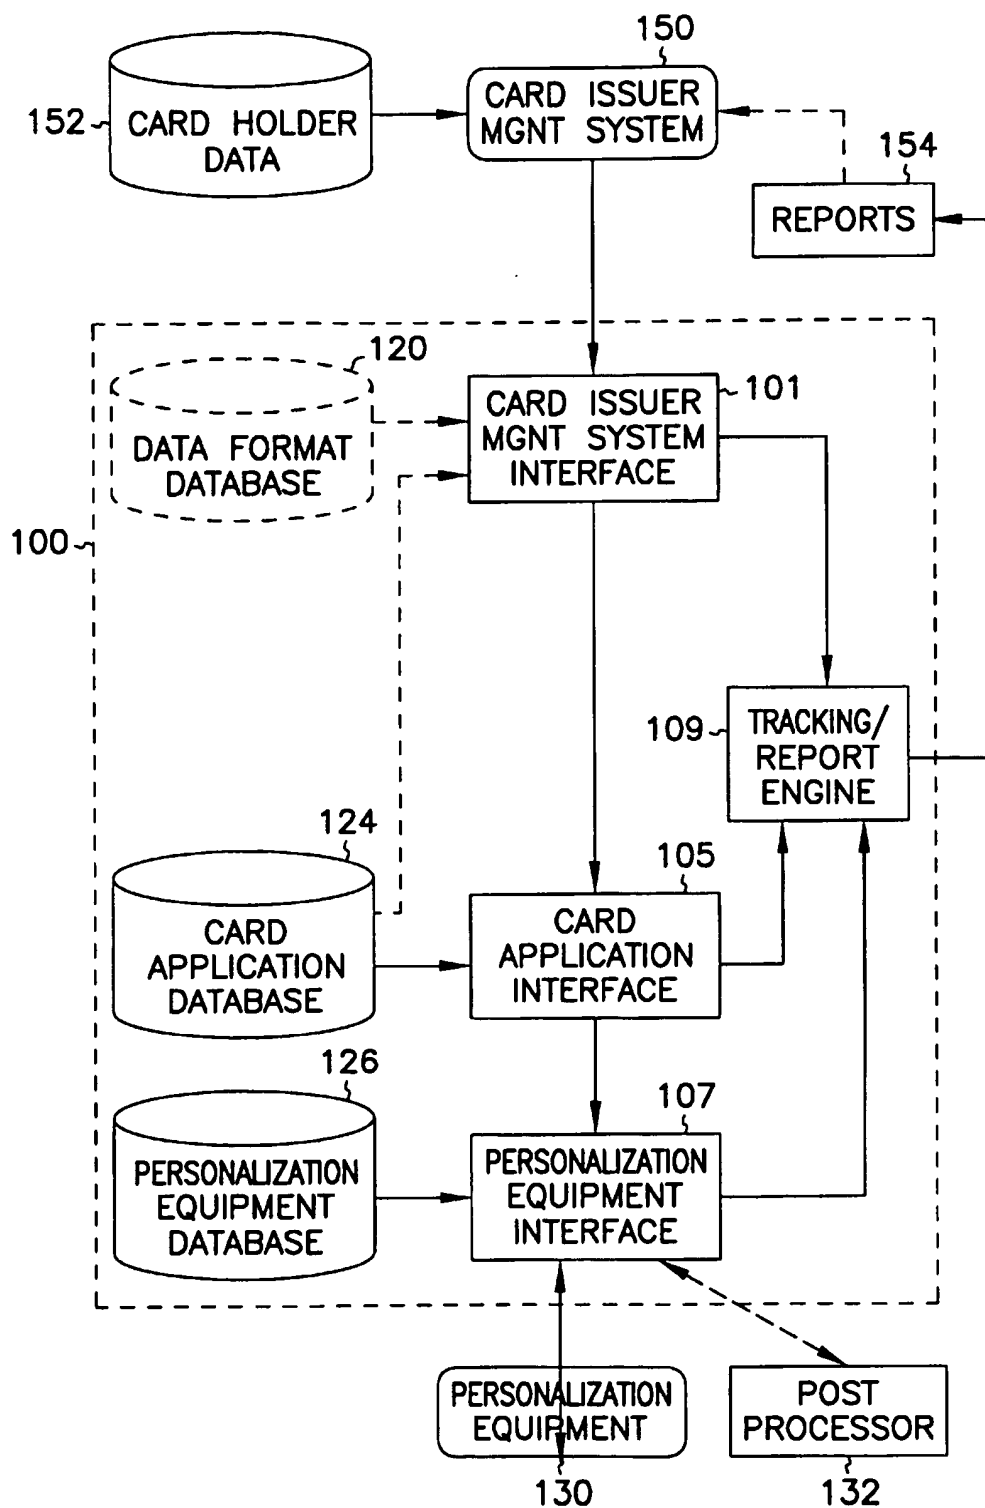 150
CARD ISSUER
MGNT SYSTEM
152
CARD HOLDER
DATA
154
REPORTS
120
DATA FORMAT
DATABASE
101
CARD ISSUER
MGNT SYSTEM
INTERFACE
100
109
TRACKING/
REPORT
ENGINE
124
CARD
APPLICATION
DATABASE
105
CARD
APPLICATION
INTERFACE
126
PERSONALIZATION
EQUIPMENT
DATABASE
107
PERSONALIZATION
EQUIPMENT
INTERFACE
PERSONALIZATION
EQUIPMENT
130
POST
PROCESSOR
132